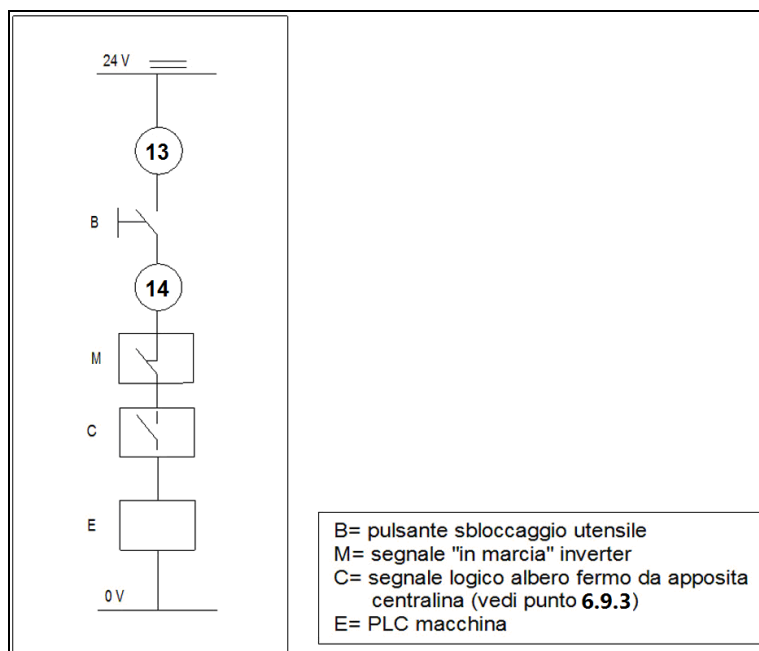 24 V
13
B
14
M
C
E
0 V
B= pulsante sbloccaggio utensile
M= segnale "in marcia" inverter
C= segnale logico albero fermo da apposita
centralina (vedi punto 6.9.3)
E= PLC macchina